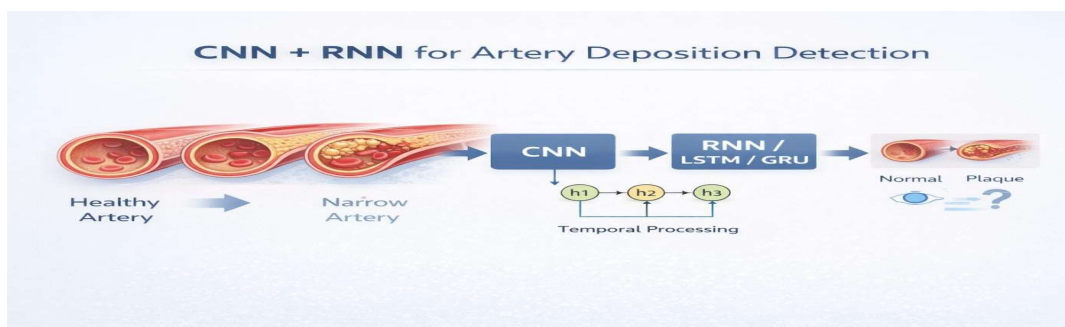 CNN + RNN for Artery Deposition Detection
CNN
RNN /
LSTM / GRU
Normal Plaque
h1 h2 h3
?
Healthy
Artery
Narrow
Artery
Temporal Processing